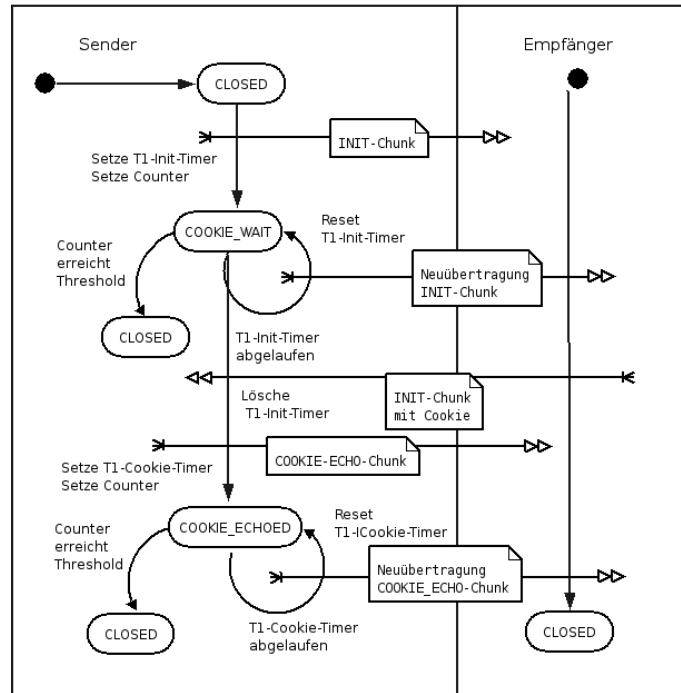 Sender
Empfänger
CLOSED
INIT-Chunk
Setze T1-Init-Timer
Setze Counter
COOKIE_WAIT
Reset
T1-Init-Timer
Counter
erreicht
Threshold
Neuübertragung
INIT-Chunk
CLOSED
T1-Init-Timer
abgelaufen
Lösche
T1-Init-Timer
INIT-Chunk
mit Cookie
COOKIE-ECHO-Chunk
Setze T1-Cookie-Timer
Setze Counter
COOKIE_ECHOED
Reset
T1-ICookie-Timer
Counter
erreicht
Threshold
Neuübertragung
COOKIE_ECHO-Chunk
CLOSED
T1-Cookie-Timer
abgelaufen
CLOSED